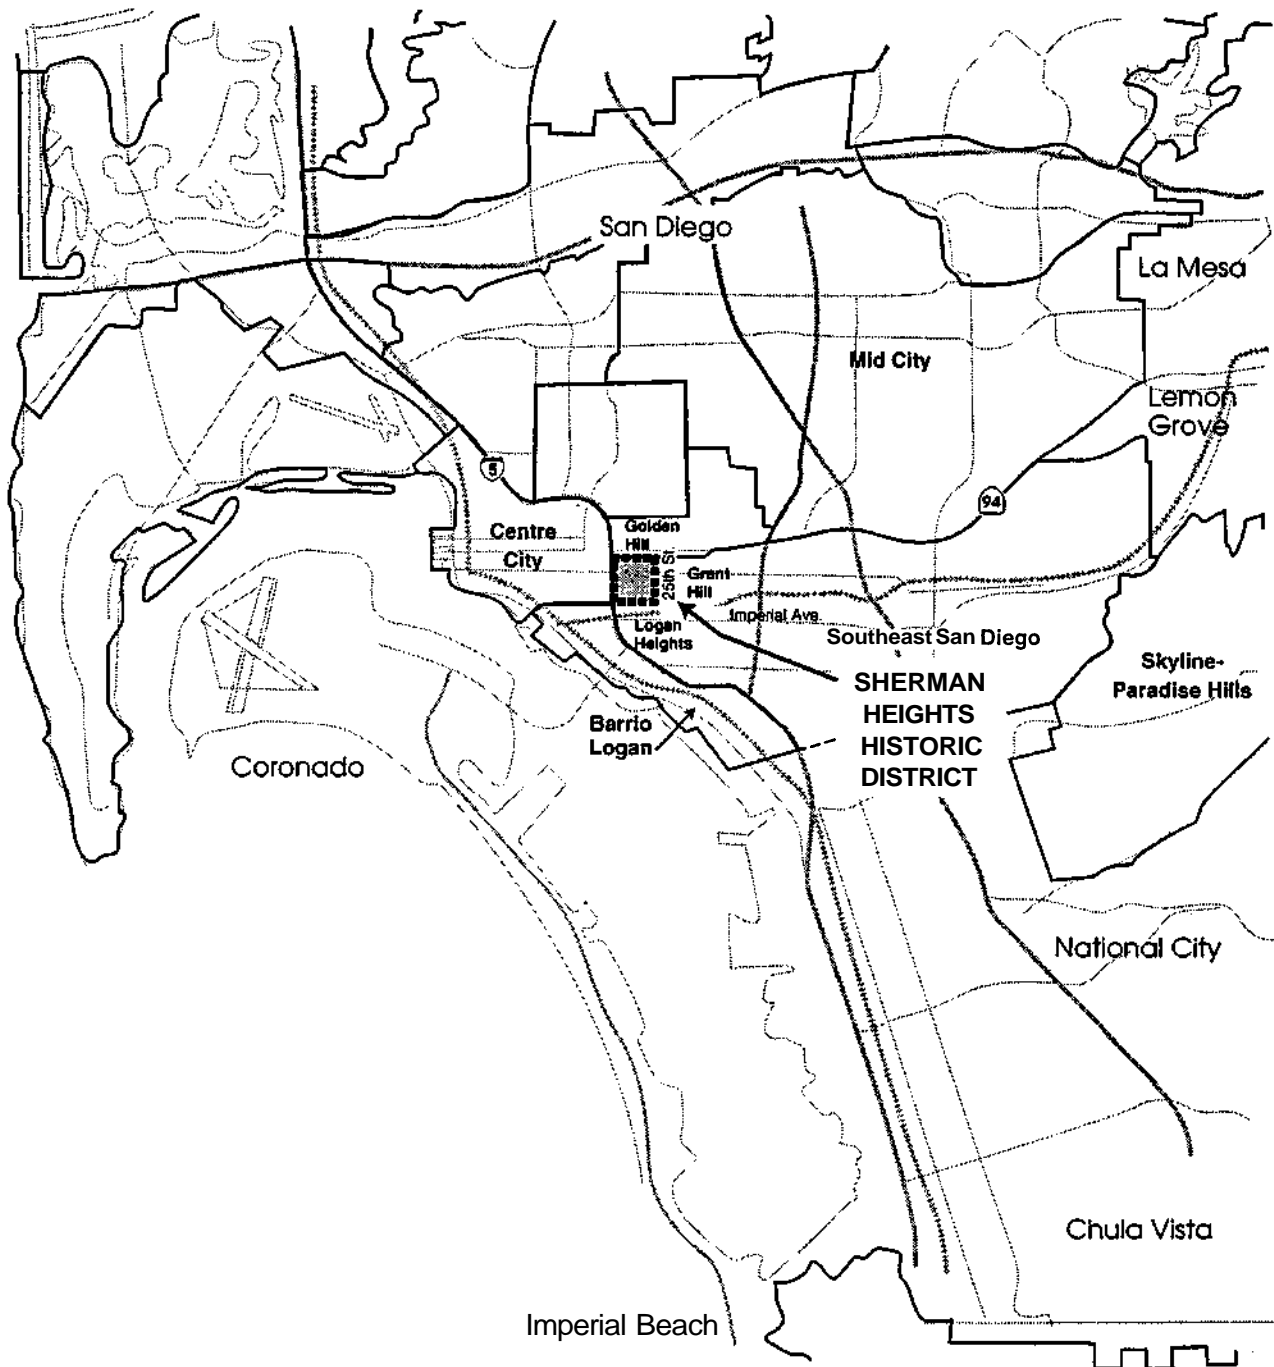 San Diego
La Mesa
Mid City
Lemon
Grove
5
94
Centre
City
Golden
Hill
25th St.
Grant
Hill
Imperial Ave
Logan
Heights
Southeast San Diego
Skyline-
Paradise Hills
SHERMAN
HEIGHTS
HISTORIC
DISTRICT
Barrio
Logan
Coronado
National City
Chula Vista
Imperial Beach